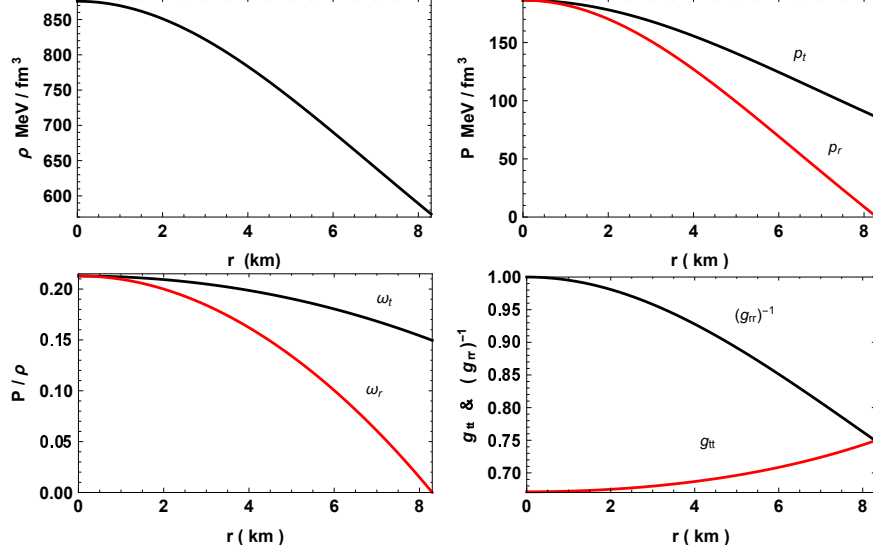 ρ MeV / fm³
850
800
750
700
650
600
0 2 4 6 8
r (km)
P MeV / fm³
150
100
50
0
p_t
p_r
0 2 4 6 8
r ( km )
P / ρ
0.20
0.15
0.10
0.05
0.00
ω_t
ω_r
0 2 4 6 8
r ( km )
g_tt & ( g_rr )⁻¹
1.00
0.95
0.90
0.85
0.80
0.75
0.70
(g_rr)⁻¹
g_tt
0 2 4 6 8
r ( km )